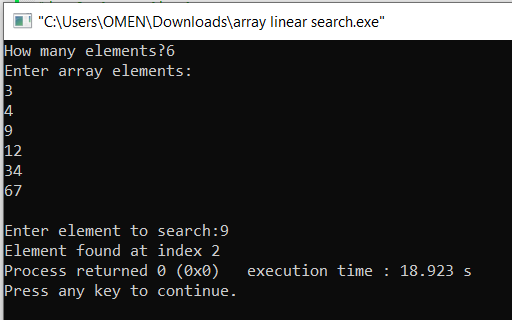 "C:\Users\OMEN\Downloads\array linear search.exe"
How many elements?6
Enter array elements:
3
4
9
12
34
67
Enter element to search:9
Element found at index 2
Process returned 0 (0x0)   execution time : 18.923 s
Press any key to continue.